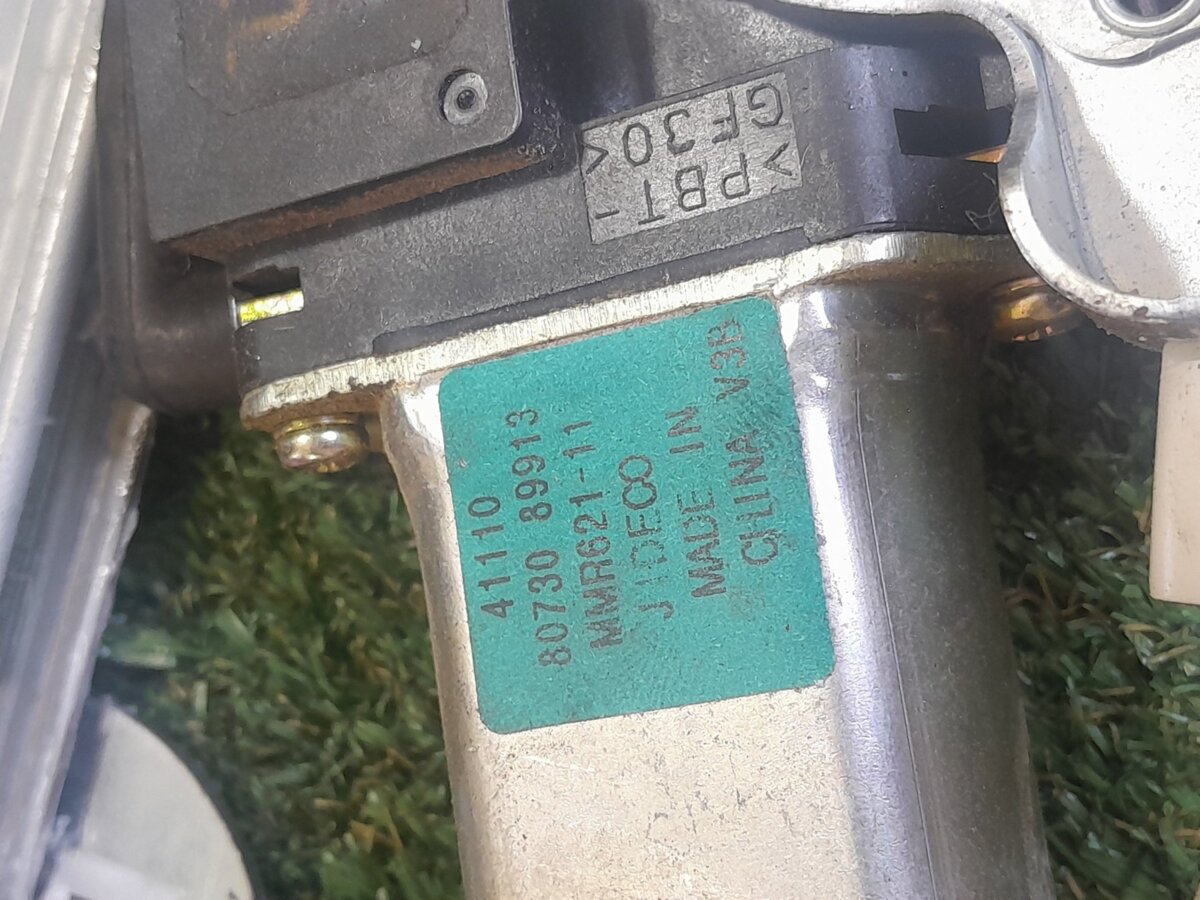 >PBT-
GF30<
41110
80730 89913
MMR621-11
JIDECO
MADE IN
CHINA V3B